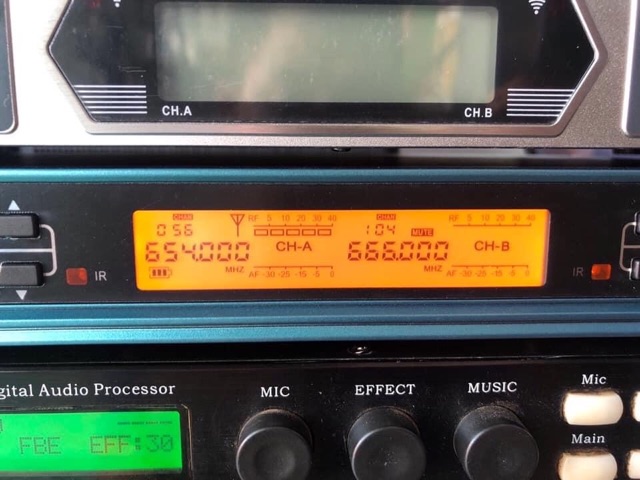 CH.A
CH.B
CHAN
056
RF 5 10 20 30 40
CH-A
654.000
MHZ
AF -30 -25 -15 -5 0
CHAN
104
MUTE
RF 5 10 20 30 40
CH-B
666.000
MHZ
AF -30 -25 -15 -5 0
IR
IR
igital Audio Processor
MIC
EFFECT
MUSIC
Mic
FBE EFF:30
Main